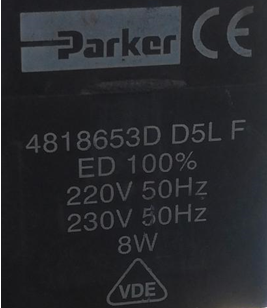 Parker CE
4818653D D5L F
ED 100%
220V 50Hz
230V 50Hz
8W
VDE